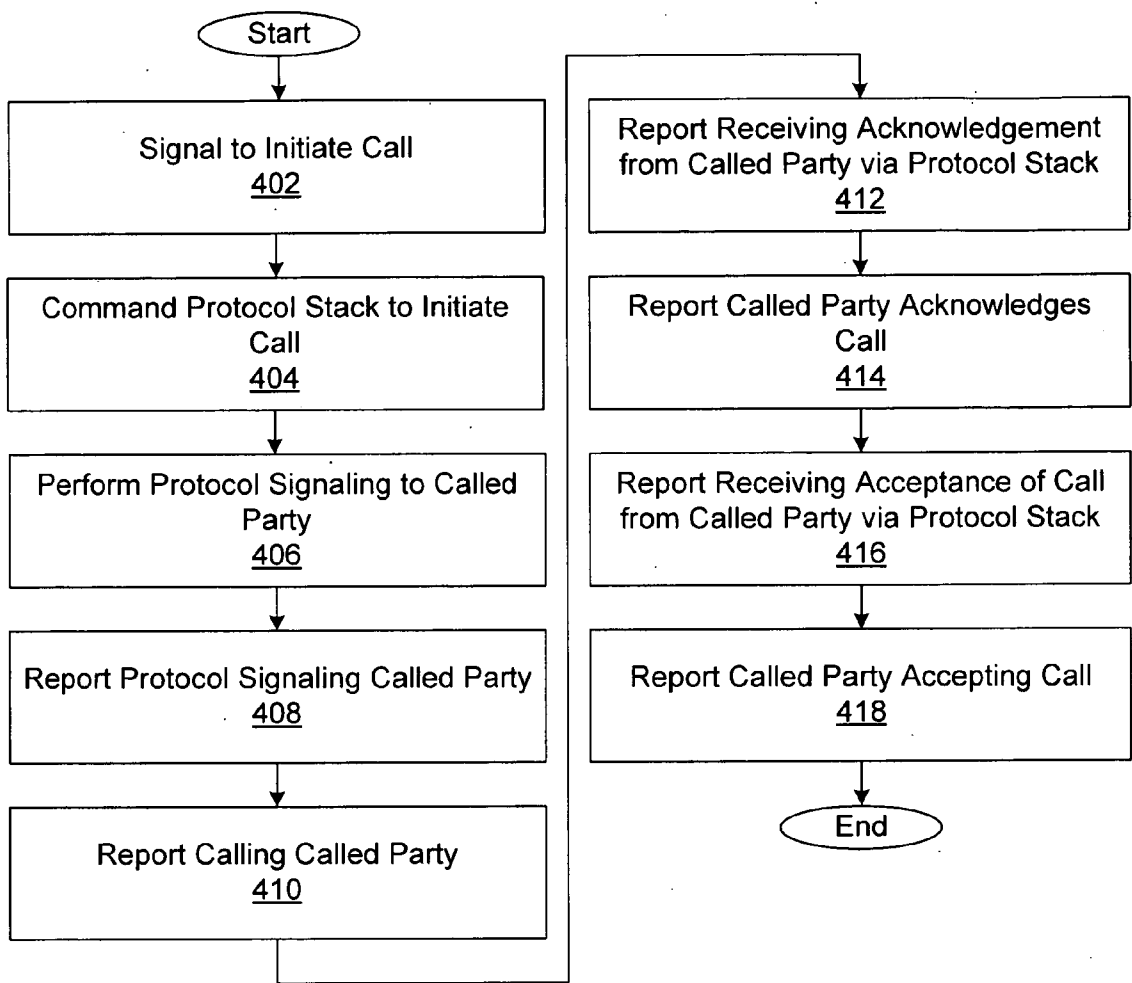 Start
Signal to Initiate Call
402
Command Protocol Stack to Initiate
Call
404
Perform Protocol Signaling to Called
Party
406
Report Protocol Signaling Called Party
408
Report Calling Called Party
410
Report Receiving Acknowledgement
from Called Party via Protocol Stack
412
Report Called Party Acknowledges
Call
414
Report Receiving Acceptance of Call
from Called Party via Protocol Stack
416
Report Called Party Accepting Call
418
End